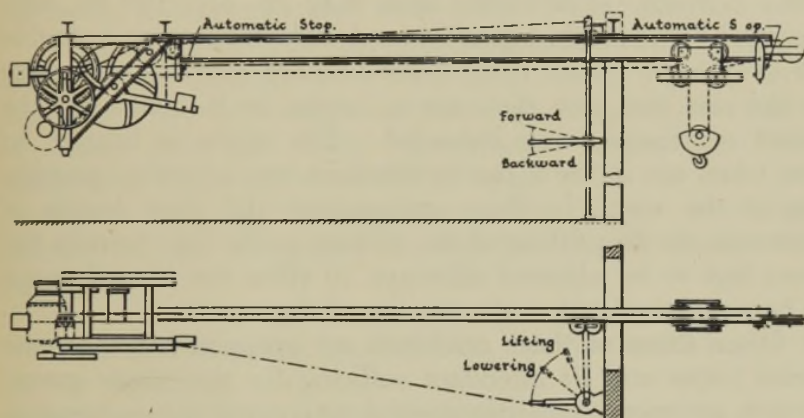 Automatic Stop.
Automatic S op.
Forward
Backward
Lifting
Lowering